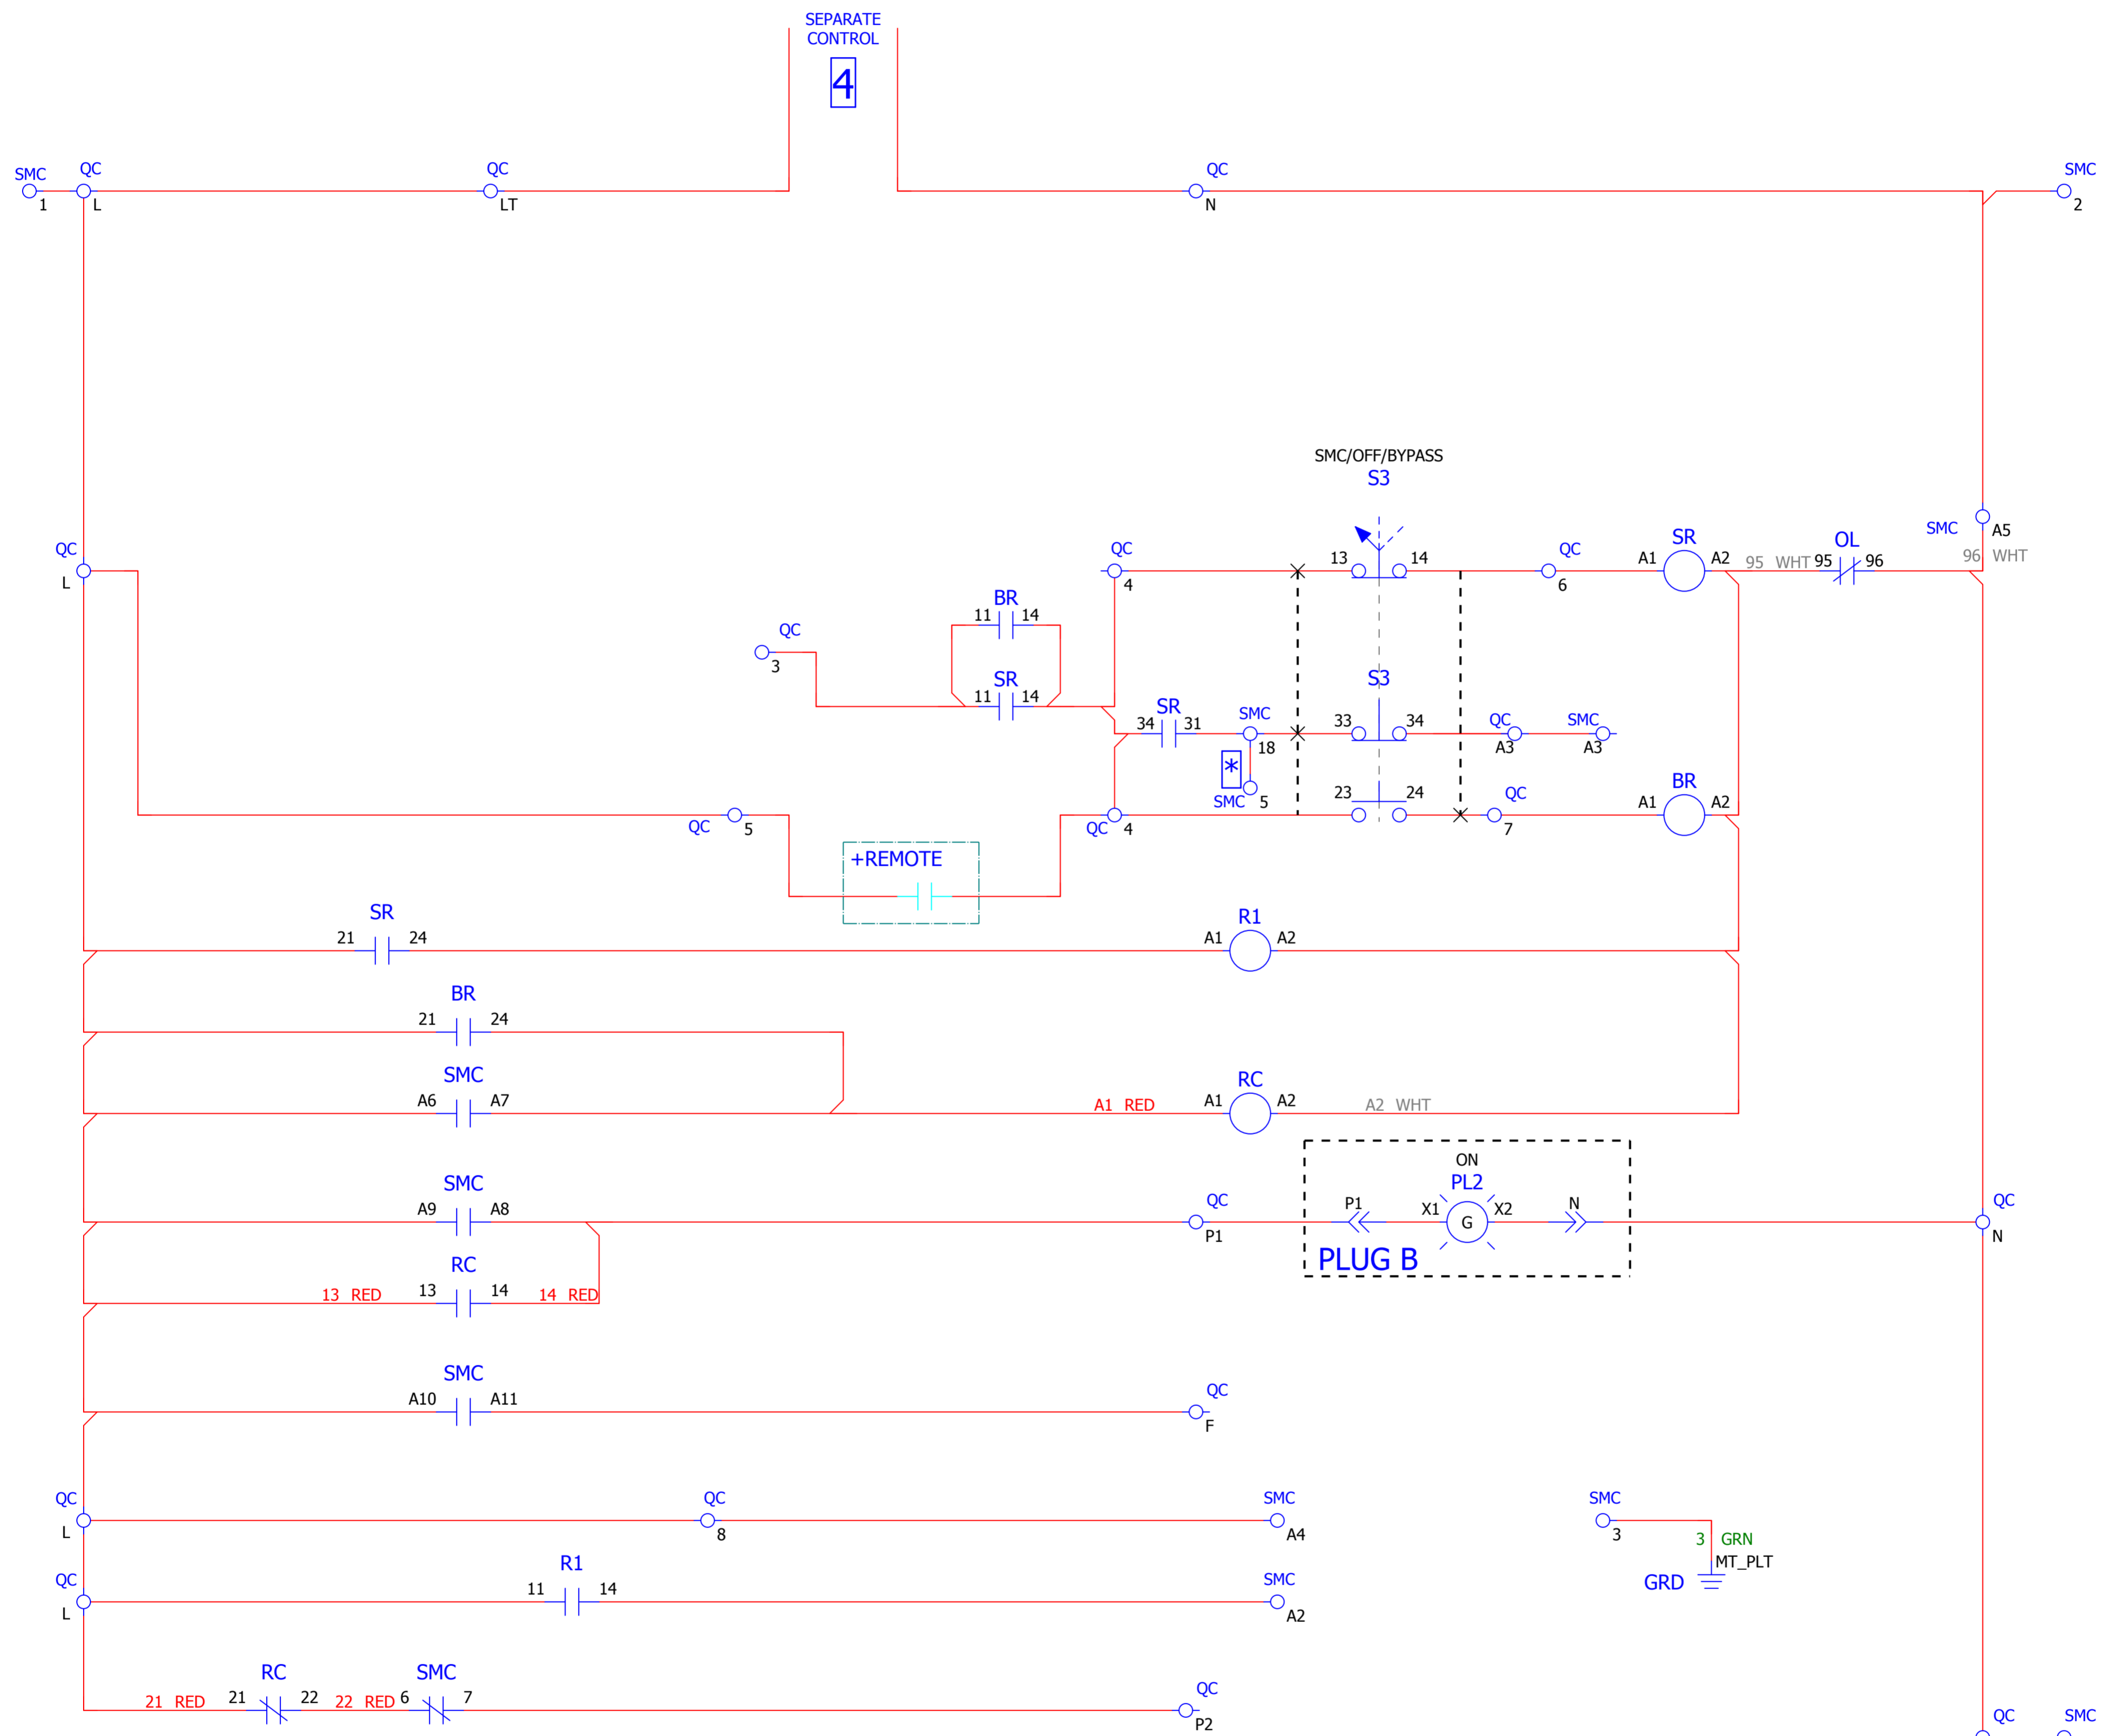 SEPARATE
CONTROL
4
SMC
1
QC
L
QC
LT
QC
N
SMC
2
SMC/OFF/BYPASS
S3
QC
L
QC
4
13
14
QC
6
A1
SR
A2
95 WHT
95
OL
96
SMC
A5
96 WHT
QC
3
11
BR
14
11
SR
14
34
SR
31
SMC
18
*
SMC
5
S3
33
34
QC
A3
SMC
A3
QC
5
QC
4
23
24
QC
7
A1
BR
A2
+REMOTE
21
SR
24
A1
R1
A2
21
BR
24
A6
SMC
A7
A1 RED
A1
RC
A2
A2 WHT
A9
SMC
A8
QC
P1
ON
PL2
P1
X1
G
X2
N
PLUG B
QC
N
13 RED
13
RC
14
14 RED
A10
SMC
A11
QC
F
QC
L
QC
8
SMC
A4
SMC
3
3 GRN
MT_PLT
GRD
QC
L
11
R1
14
SMC
A2
21 RED
21
RC
22
22 RED
6
SMC
7
QC
P2
QC
SMC